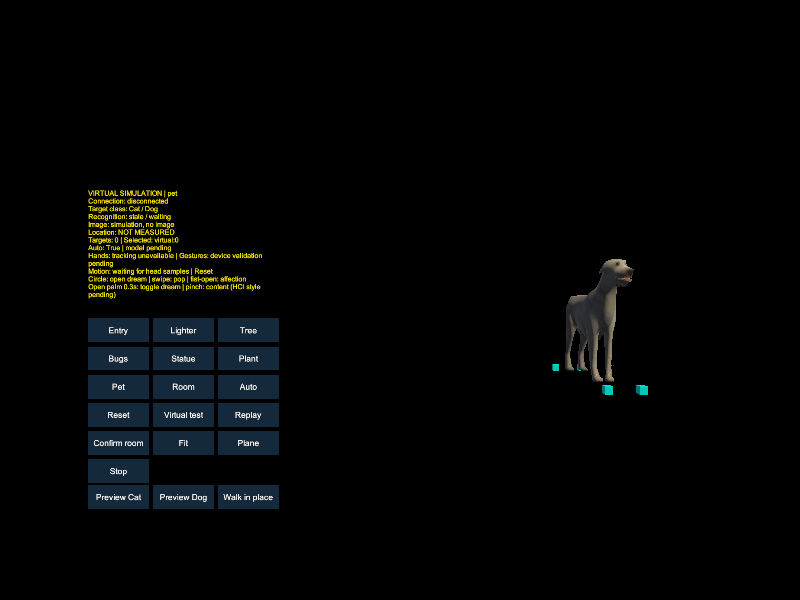 VIRTUAL SIMULATION | pet
Connection: disconnected
Target class: Cat / Dog
Recognition: stale / waiting
Image: simulation, no image
Location: NOT MEASURED
Targets: 0 | Selected: virtual:0
Auto: True | model pending
Hands: tracking unavailable | Gestures: device validation
pending
Motion: waiting for head samples | Reset
Circle: open dream | swipe: pop | fist-open: affection
Open palm 0.3s: toggle dream | pinch: content (HCI style
pending)
Entry Lighter Tree
Bugs Statue Plant
Pet Room Auto
Reset Virtual test Replay
Confirm room Fit Plane
Stop
Preview Cat Preview Dog Walk in place